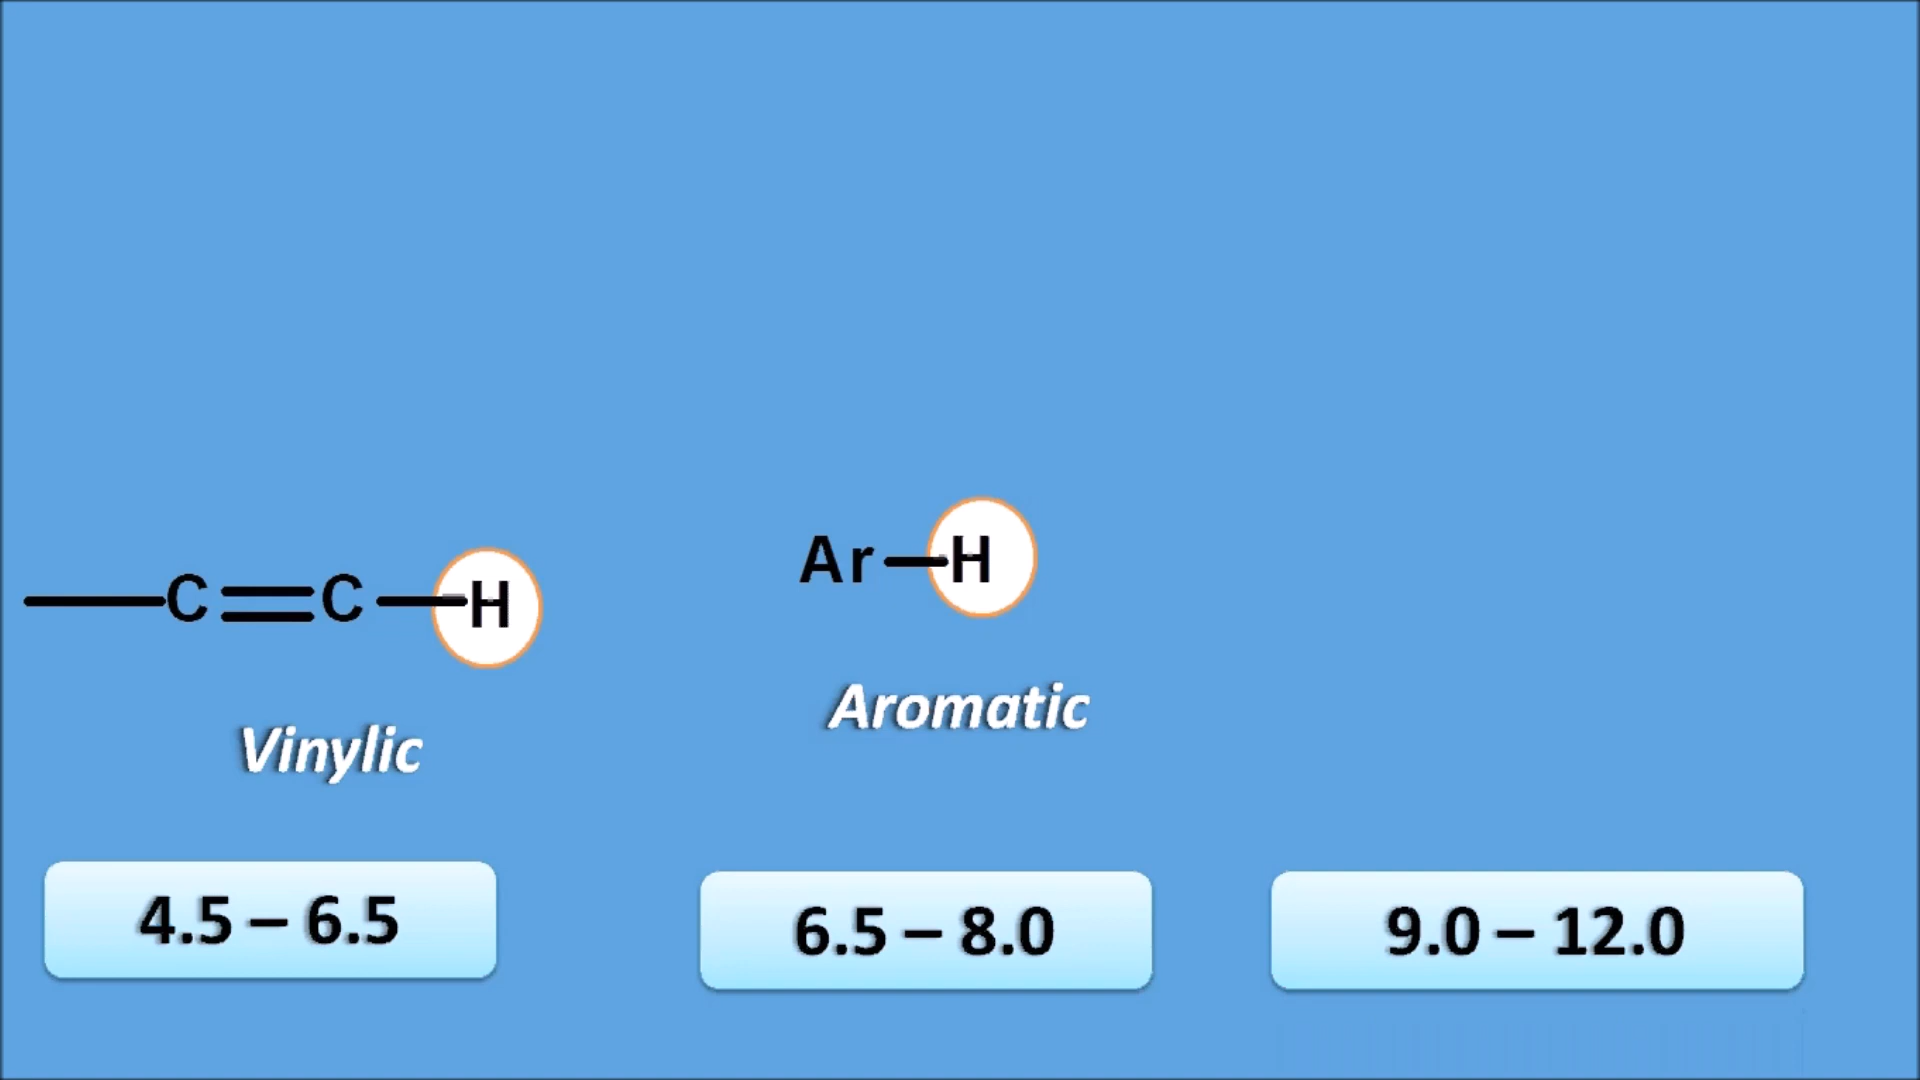 C=C-H
Ar-H
Vinylic
Aromatic
4.5 – 6.5
6.5 – 8.0
9.0 – 12.0